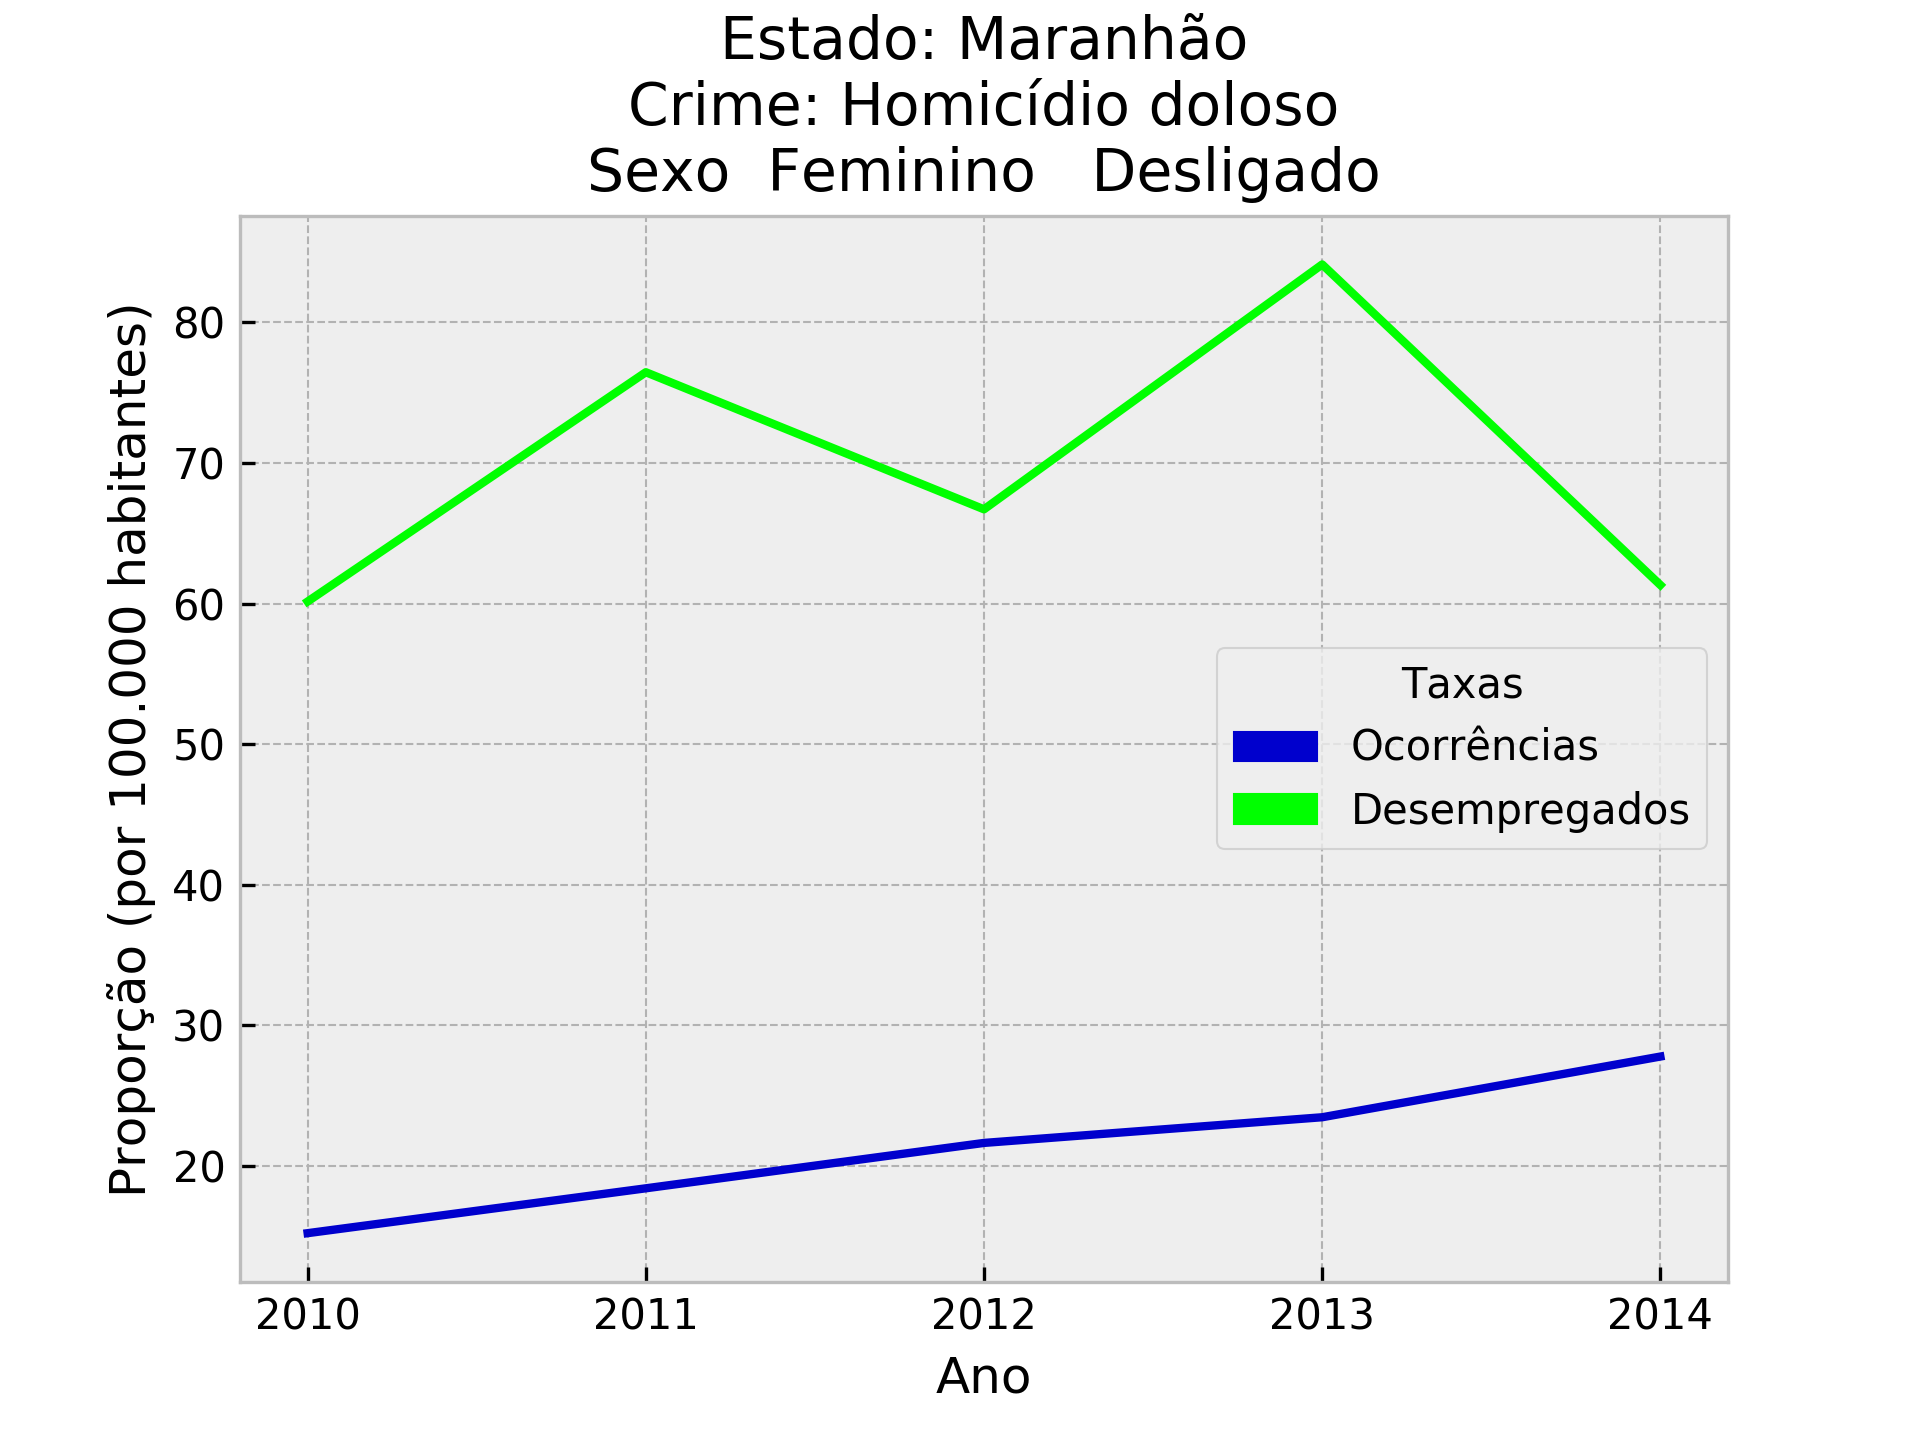 Estado: Maranhão
Crime: Homicídio doloso
Sexo  Feminino   Desligado
Proporção (por 100.000 habitantes)
80
70
60
50
40
30
20
Taxas
Ocorrências
Desempregados
2010 2011 2012 2013 2014
Ano